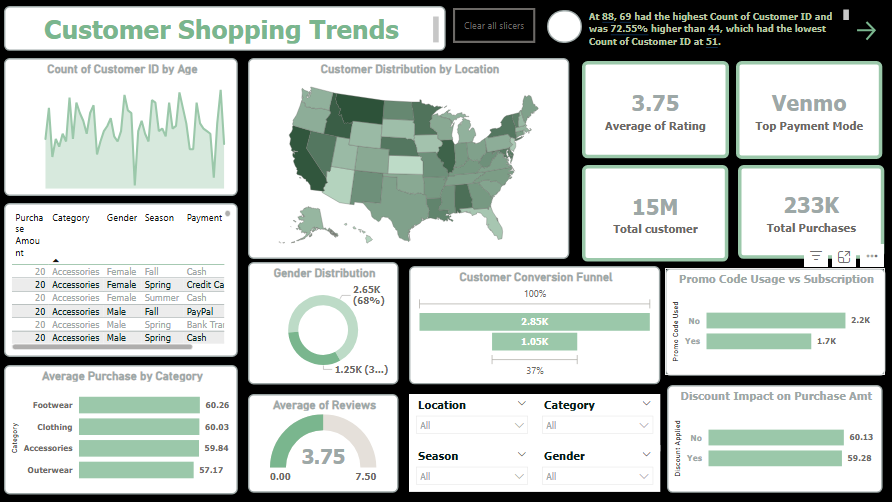 Customer Shopping Trends
Clear all slicers
At 88, 69 had the highest Count of Customer ID and
was 72.55% higher than 44, which had the lowest
Count of Customer ID at 51.
Count of Customer ID by Age
Customer Distribution by Location
3.75
Average of Rating
Venmo
Top Payment Mode
15M
Total customer
233K
Total Purchases
Purcha
se
Amou
nt
Category Gender Season Payment
20 Accessories Female Fall Cash
20 Accessories Female Spring Credit Ca
20 Accessories Female Summer Cash
20 Accessories Male Fall PayPal
20 Accessories Male Spring Bank Tra
20 Accessories Male Spring Cash
Gender Distribution
2.65K
(68%)
1.25K (3...)
Customer Conversion Funnel
100%
2.85K
1.05K
37%
Promo Code Usage vs Subscription
Promo Code Used
No 2.2K
Yes 1.7K
Average Purchase by Category
Category
Footwear 60.26
Clothing 60.03
Accessories 59.84
Outerwear 57.17
Average of Reviews
3.75
0.00 7.50
Location Category
All All
Season Gender
All All
Discount Impact on Purchase Amt
Discount Applied
No 60.13
Yes 59.28